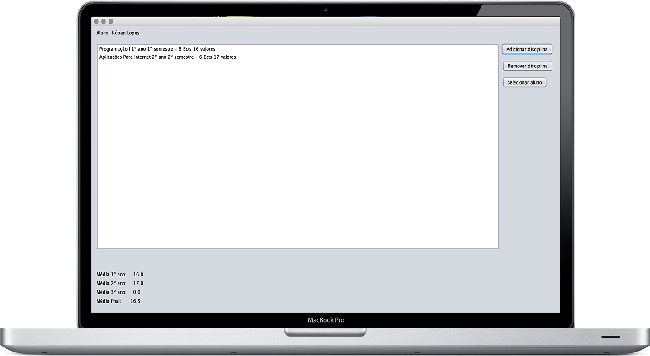 Aluno: Lopes
Programação I 1º ano 1º semestre - 8 Ects 16 valores
Aplicações Para Internet 2º ano 2º semestre - 6 Ects 17 valores
Adicionar disciplina
Remover disciplina
Selecionar aluno
Média 1º ano: 16.0
Média 2º ano: 17.0
Média 3º ano: 0.0
Média final: 16.5
MacBook Pro